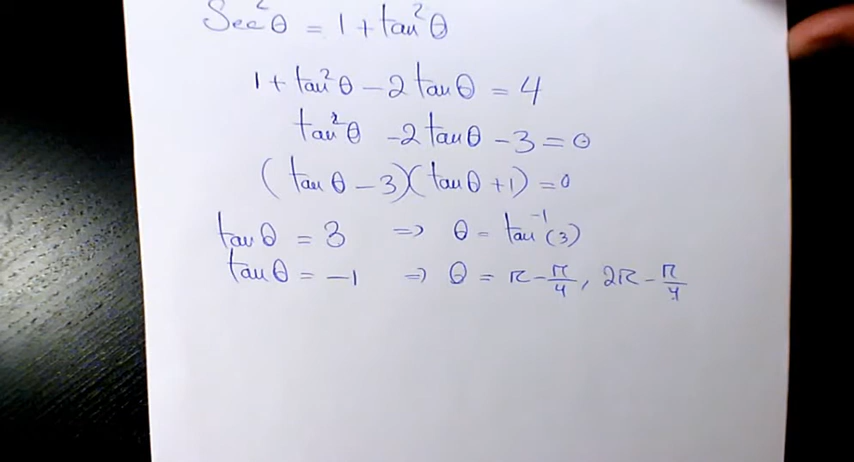 Sec²θ = 1 + tan²θ
1 + tan²θ - 2 tanθ = 4
tan²θ - 2 tanθ - 3 = 0
(tanθ - 3)(tanθ + 1) = 0
tanθ = 3 ⇒ θ = tan⁻¹(3)
tanθ = -1 ⇒ θ = π - π/4, 2π - π/4